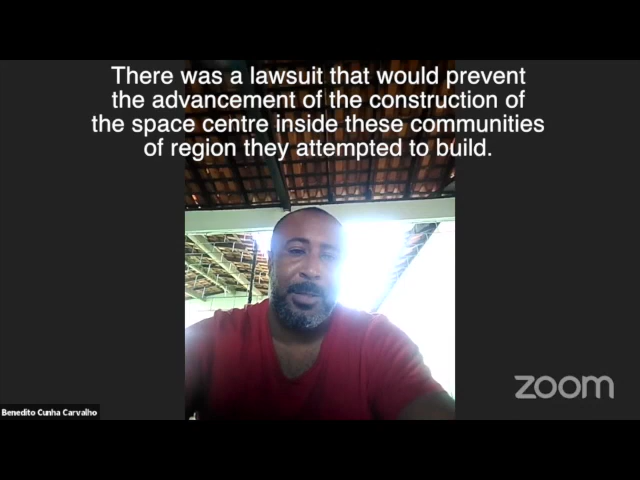 There was a lawsuit that would prevent
the advancement of the construction of
the space centre inside these communities
of region they attempted to build.
zoom
Benedito Cunha Carvalho